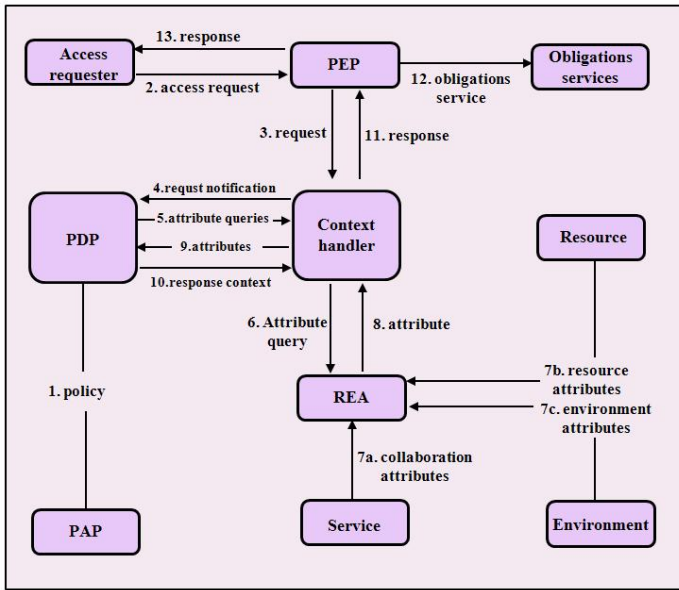 13. response
Access
requester
PEP
Obligations
services
2. access request
12. obligations
service
3. request
11. response
4.requst notification
5.attribute queries
PDP
Context
handler
9.attributes
10.response context
Resource
6. Attribute
query
8. attribute
1. policy
REA
7b. resource
attributes
7c. environment
attributes
7a. collaboration
attributes
PAP
Service
Environment